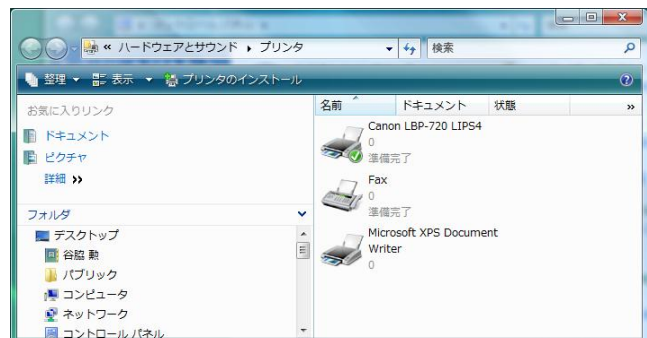 « ハードウェアとサウンド ▸ プリンタ
検索
整理 ▼ 表示 ▼ プリンタのインストール
お気に入りリンク
ドキュメント
ピクチャ
詳細 »
フォルダ
デスクトップ
谷脇 勲
パブリック
コンピュータ
ネットワーク
コントロール パネル
名前 ドキュメント 状態 »
Canon LBP-720 LIPS4
0
準備完了
Fax
0
準備完了
Microsoft XPS Document
Writer
0